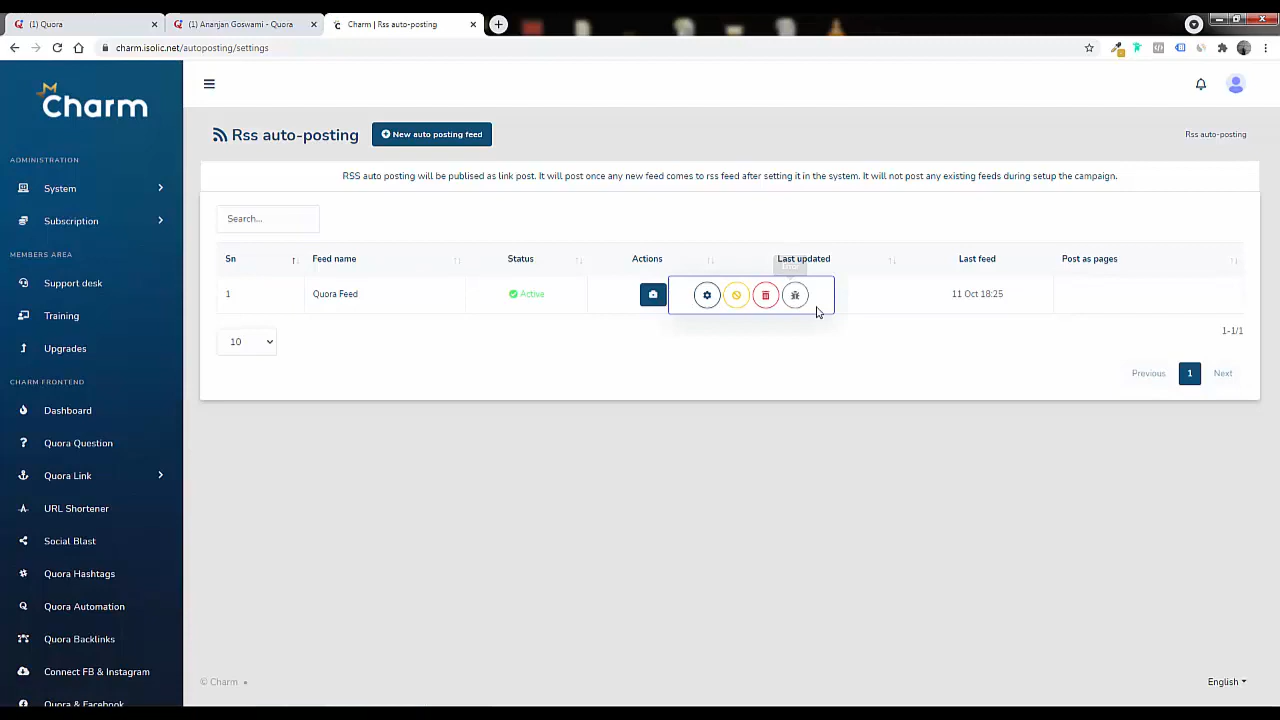 (1) Quora
(1) Ananjan Goswami - Quora
Charm | Rss auto-posting
charm.isolic.net/autoposting/settings
Charm
ADMINISTRATION
System
Subscription
MEMBERS AREA
Support desk
Training
Upgrades
CHARM FRONTEND
Dashboard
Quora Question
Quora Link
URL Shortener
Social Blast
Quora Hashtags
Quora Automation
Quora Backlinks
Connect FB & Instagram
Quora & Facebook
Rss auto-posting
New auto posting feed
Rss auto-posting
RSS auto posting will be publised as link post. It will post once any new feed comes to rss feed after setting it in the system. It will not post any existing feeds during setup the campaign.
Search...
Sn Feed name Status Actions Last updated Last feed Post as pages
Error
1 Quora Feed Active 11 Oct 18:25
10
1-1/1
Previous 1 Next
© Charm •
English